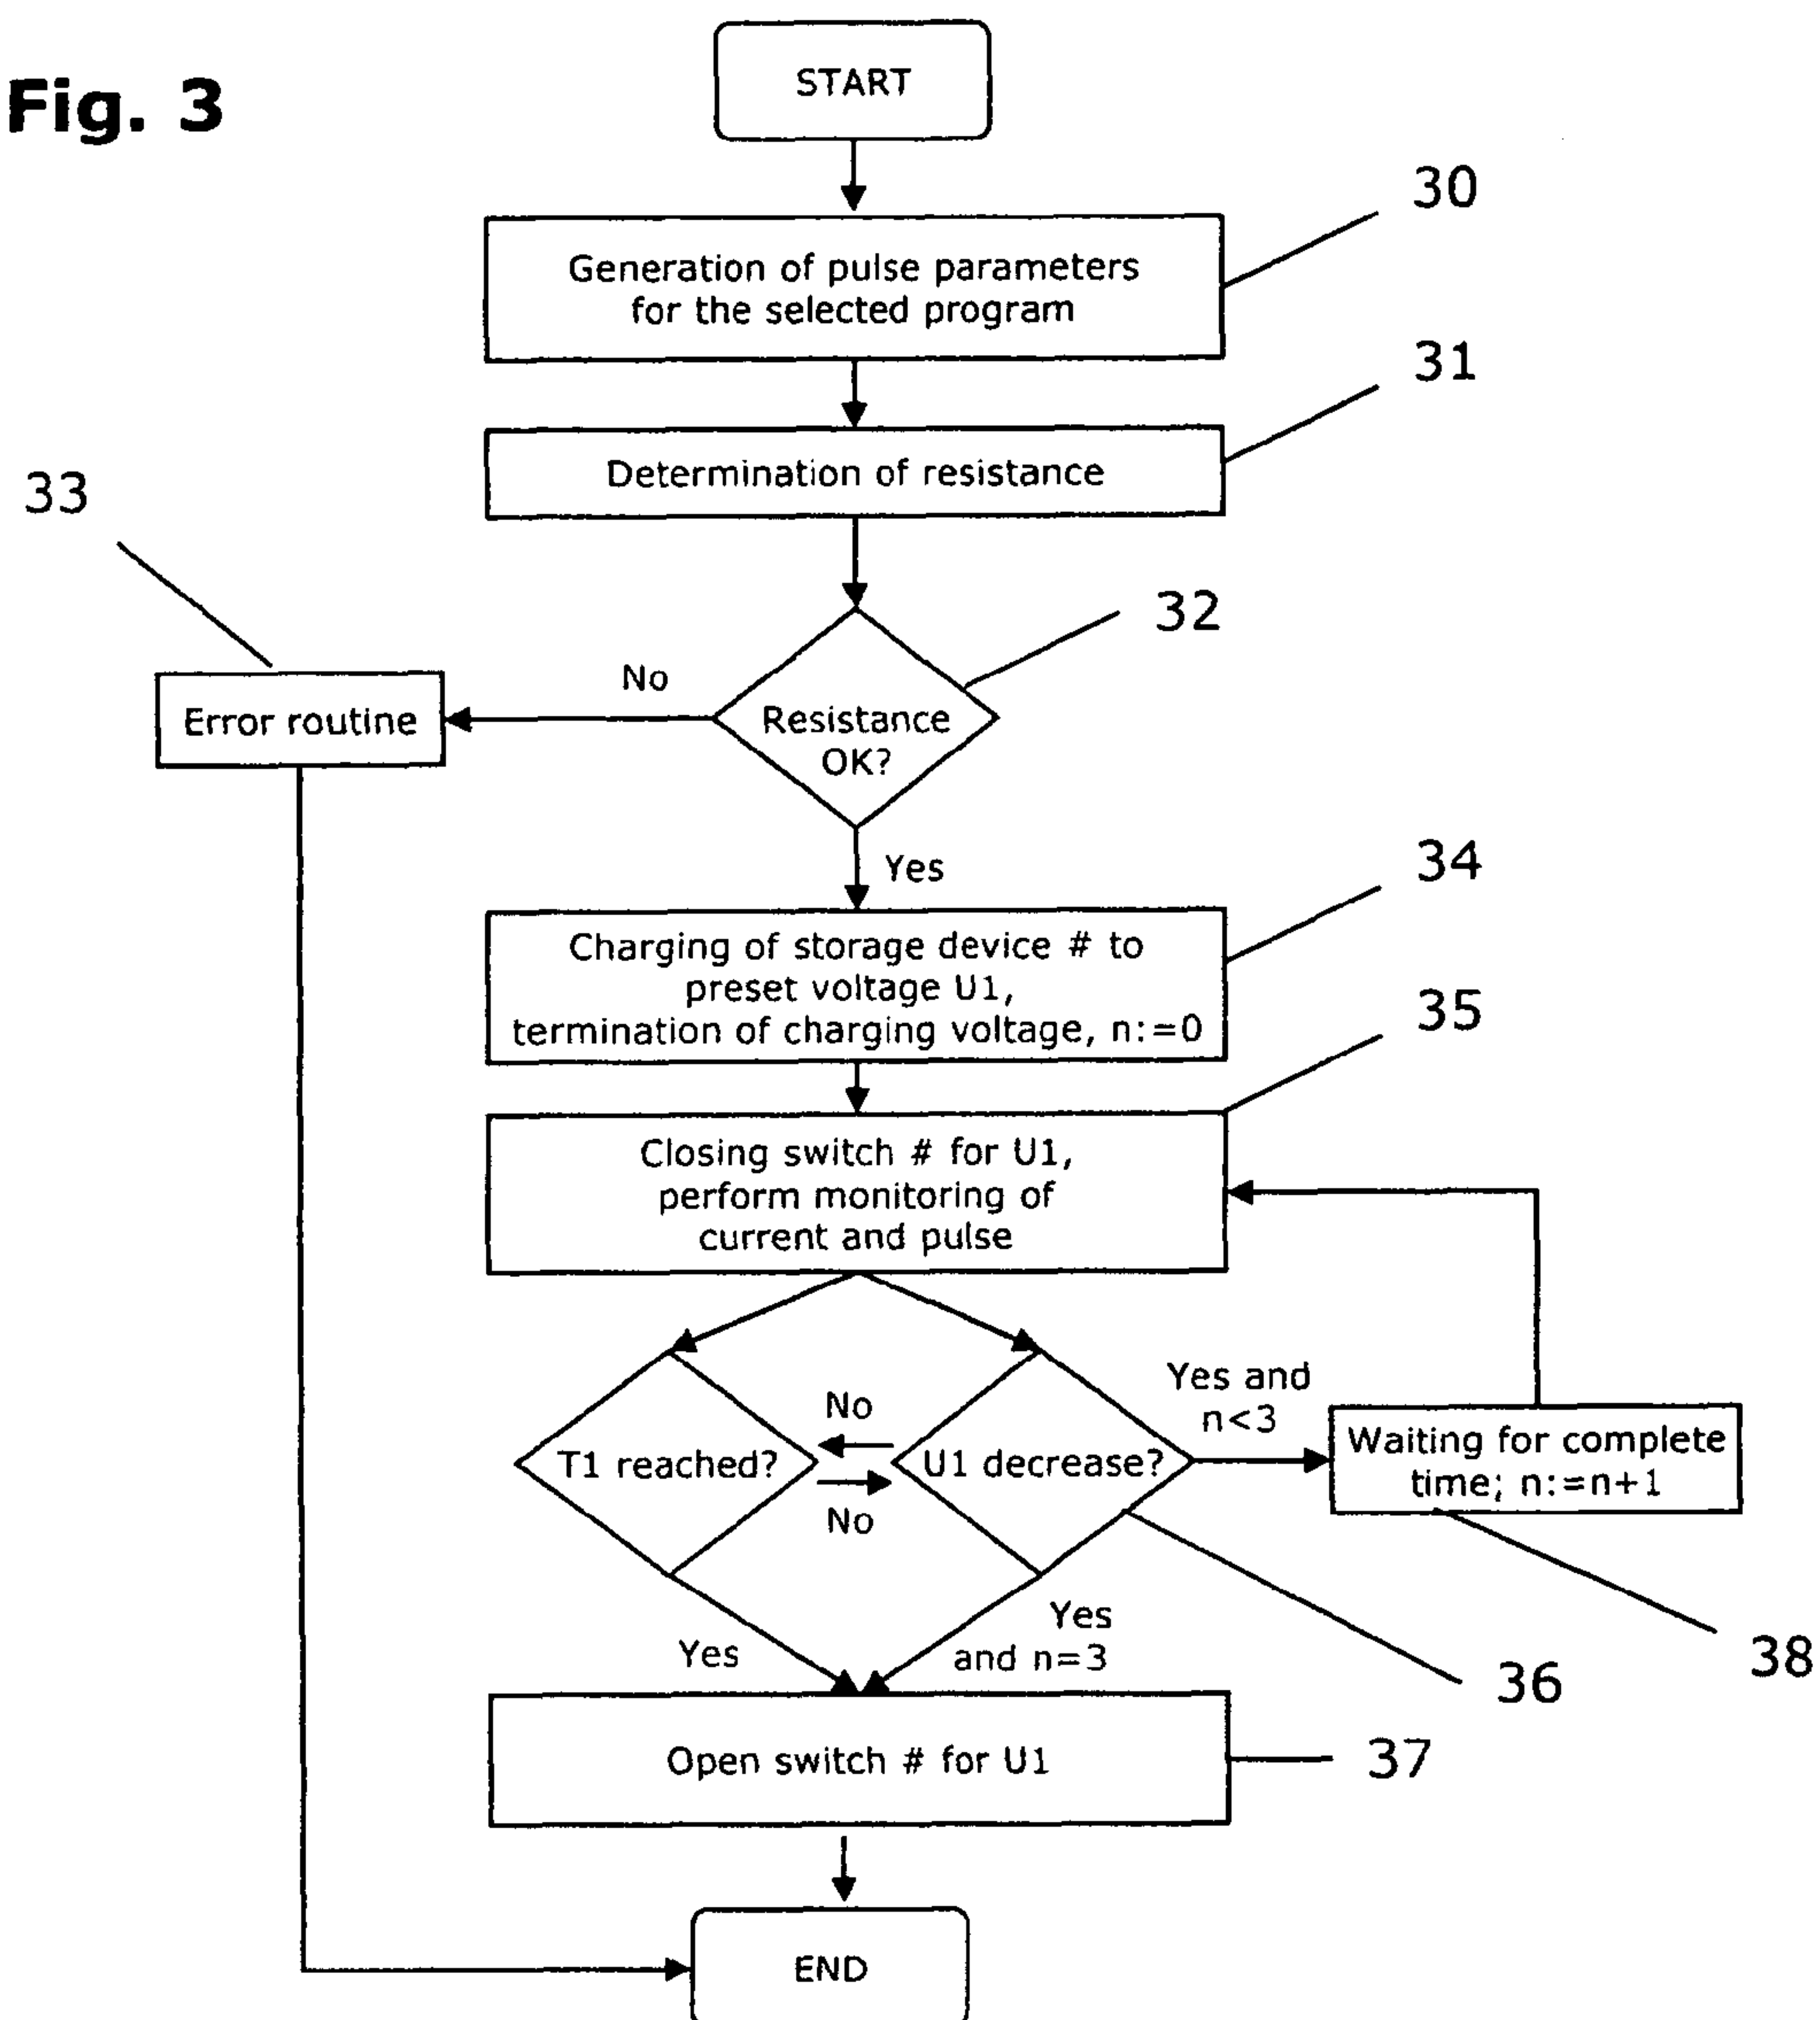 Fig. 3
START
30
Generation of pulse parameters
for the selected program
31
Determination of resistance
33
32
No
Error routine
Resistance
OK?
Yes
34
Charging of storage device # to
preset voltage U1,
termination of charging voltage, n:=0
35
Closing switch # for U1,
perform monitoring of
current and pulse
Yes and
n<3
No
T1 reached?
U1 decrease?
No
Waiting for complete
time; n:=n+1
Yes
Yes
and n=3
36
38
Open switch # for U1
37
END